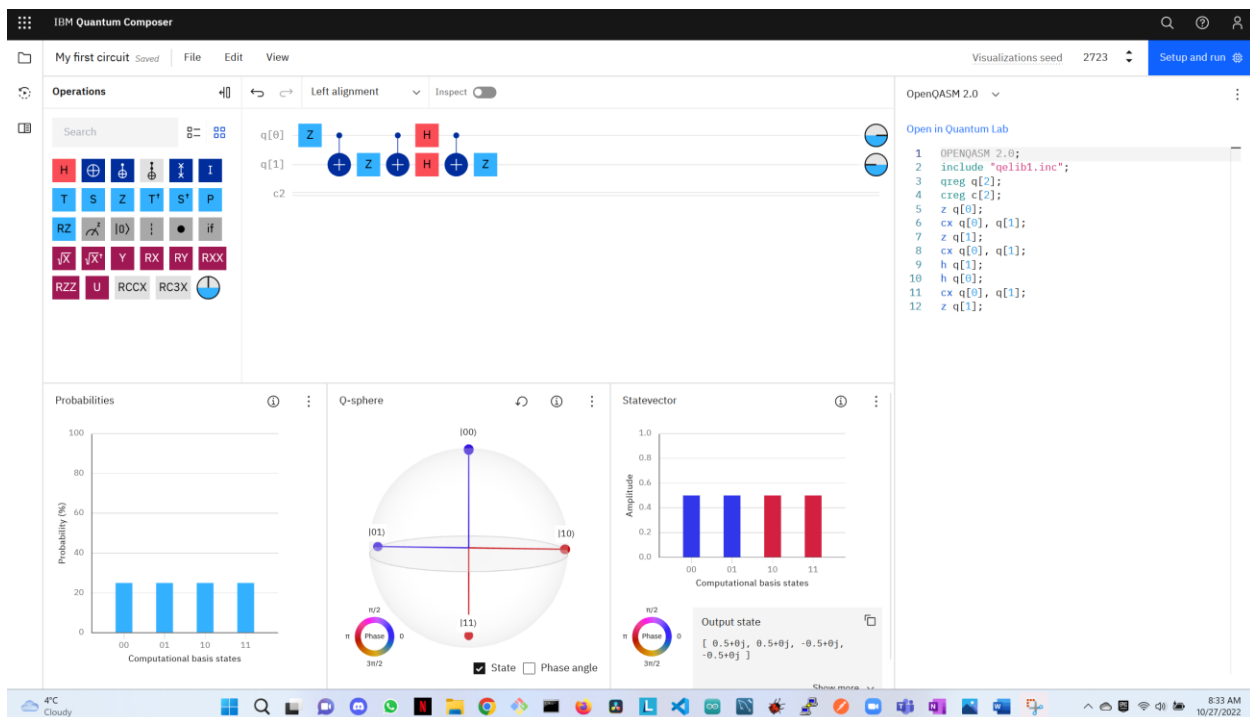 IBM Quantum Composer
My first circuit Saved File Edit View Visualizations seed 2723 Setup and run
Operations Left alignment Inspect OpenQASM 2.0
Search
Open in Quantum Lab
H I
T S Z T† S† P
RZ |0⟩ if
√X √X† Y RX RY RXX
RZZ U RCCX RC3X
q[0] Z H
q[1] Z H Z
c2
1 OPENQASM 2.0;
2 include "qelib1.inc";
3 qreg q[2];
4 creg c[2];
5 z q[0];
6 cx q[0], q[1];
7 z q[1];
8 cx q[0], q[1];
9 h q[1];
10 h q[0];
11 cx q[0], q[1];
12 z q[1];
Probabilities
100
80
60
40
20
0
Probability (%)
00 01 10 11
Computational basis states
Q-sphere
|00⟩
|01⟩
|10⟩
|11⟩
π/2
π Phase 0
3π/2
State Phase angle
Statevector
1.0
0.8
0.6
0.4
0.2
0.0
Amplitude
00 01 10 11
Computational basis states
π/2
π Phase 0
3π/2
Output state
[ 0.5+0j, 0.5+0j, -0.5+0j,
-0.5+0j ]
Show more
4°C
Cloudy
8:33 AM
10/27/2022